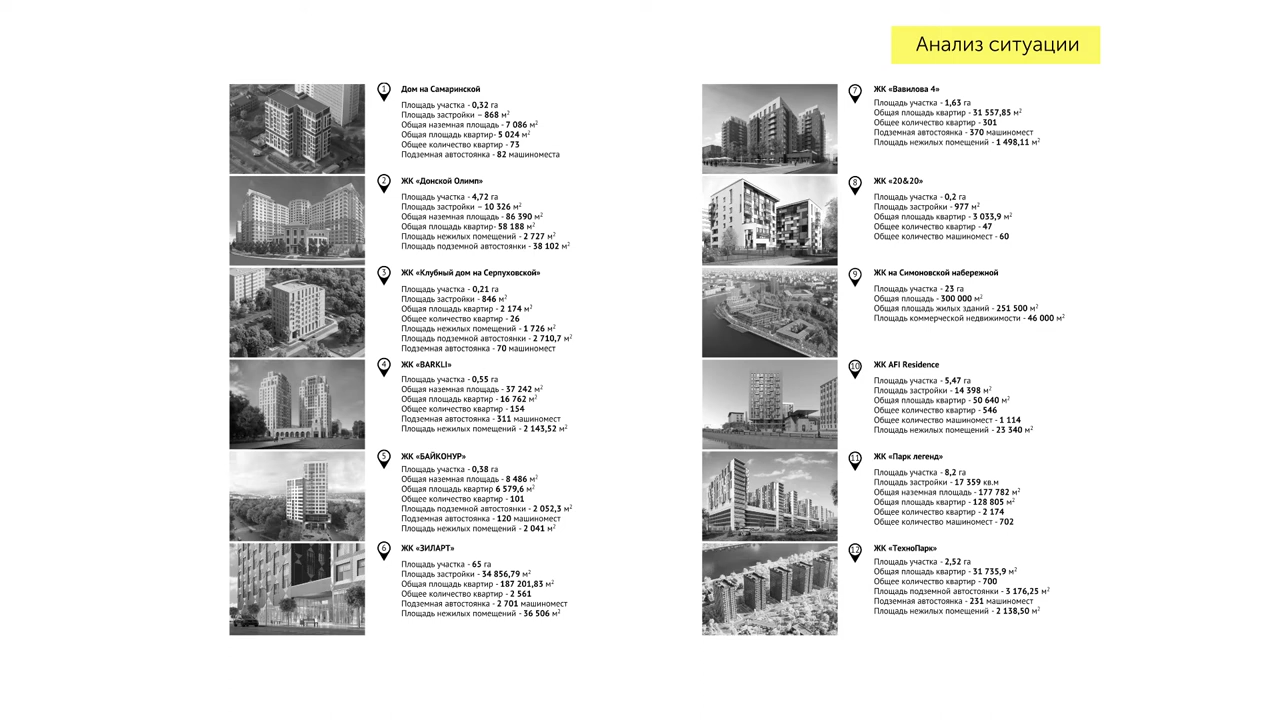 Анализ ситуации
1
Дом на Самаринской
Площадь участка - 0,32 га
Площадь застройки – 868 м²
Общая наземная площадь - 7 086 м²
Общая площадь квартир- 5 024 м²
Общее количество квартир - 73
Подземная автостоянка - 82 машиноместа
2
ЖК «Донской Олимп»
Площадь участка - 4,72 га
Площадь застройки – 10 326 м²
Общая наземная площадь - 86 390 м²
Общая площадь квартир- 58 188 м²
Площадь нежилых помещений - 2 727 м²
Площадь подземной автостоянки - 38 102 м²
3
ЖК «Клубный дом на Серпуховской»
Площадь участка - 0,21 га
Площадь застройки - 846 м²
Общая площадь квартир - 2 174 м²
Общее количество квартир - 26
Площадь нежилых помещений - 1 726 м²
Площадь подземной автостоянки - 2 710,7 м²
Подземная автостоянка - 70 машиномест
4
ЖК «BARKLI»
Площадь участка - 0,55 га
Общая наземная площадь - 37 242 м²
Общая площадь квартир - 16 762 м²
Общее количество квартир - 154
Подземная автостоянка - 311 машиномест
Площадь нежилых помещений - 2 143,52 м²
5
ЖК «БАЙКОНУР»
Площадь участка - 0,38 га
Общая наземная площадь - 8 486 м²
Общая площадь квартир 6 579,6 м²
Общее количество квартир - 101
Площадь подземной автостоянки - 2 052,3 м²
Подземная автостоянка - 120 машиномест
Площадь нежилых помещений - 2 041 м²
6
ЖК «ЗИЛАРТ»
Площадь участка - 65 га
Площадь застройки - 34 856,79 м²
Общая площадь квартир - 187 201,83 м²
Общее количество квартир - 2 561
Подземная автостоянка - 2 701 машиномест
Площадь нежилых помещений - 36 506 м²
7
ЖК «Вавилова 4»
Площадь участка - 1,63 га
Общая площадь квартир - 31 557,85 м²
Общее количество квартир - 301
Подземная автостоянка - 370 машиномест
Площадь нежилых помещений - 1 498,11 м²
8
ЖК «20&20»
Площадь участка - 0,2 га
Площадь застройки - 977 м²
Общая площадь квартир - 3 033,9 м²
Общее количество квартир - 47
Общее количество машиномест - 60
9
ЖК на Симоновской набережной
Площадь участка - 23 га
Общая площадь - 300 000 м²
Общая площадь жилых зданий - 251 500 м²
Площадь коммерческой недвижимости - 46 000 м²
10
ЖК AFI Residence
Площадь участка - 5,47 га
Площадь застройки - 14 398 м²
Общая площадь квартир - 50 640 м²
Общее количество квартир - 546
Общее количество машиномест - 1 114
Площадь нежилых помещений - 23 340 м²
11
ЖК «Парк легенд»
Площадь участка - 8,2 га
Площадь застройки - 17 359 кв.м
Общая наземная площадь - 177 782 м²
Общая площадь квартир - 128 805 м²
Общее количество квартир - 2 174
Общее количество машиномест - 702
12
ЖК «ТехноПарк»
Площадь участка - 2,52 га
Общая площадь квартир - 31 735,9 м²
Общее количество квартир - 700
Площадь подземной автостоянки - 3 176,25 м²
Подземная автостоянка - 231 машиномест
Площадь нежилых помещений - 2 138,50 м²